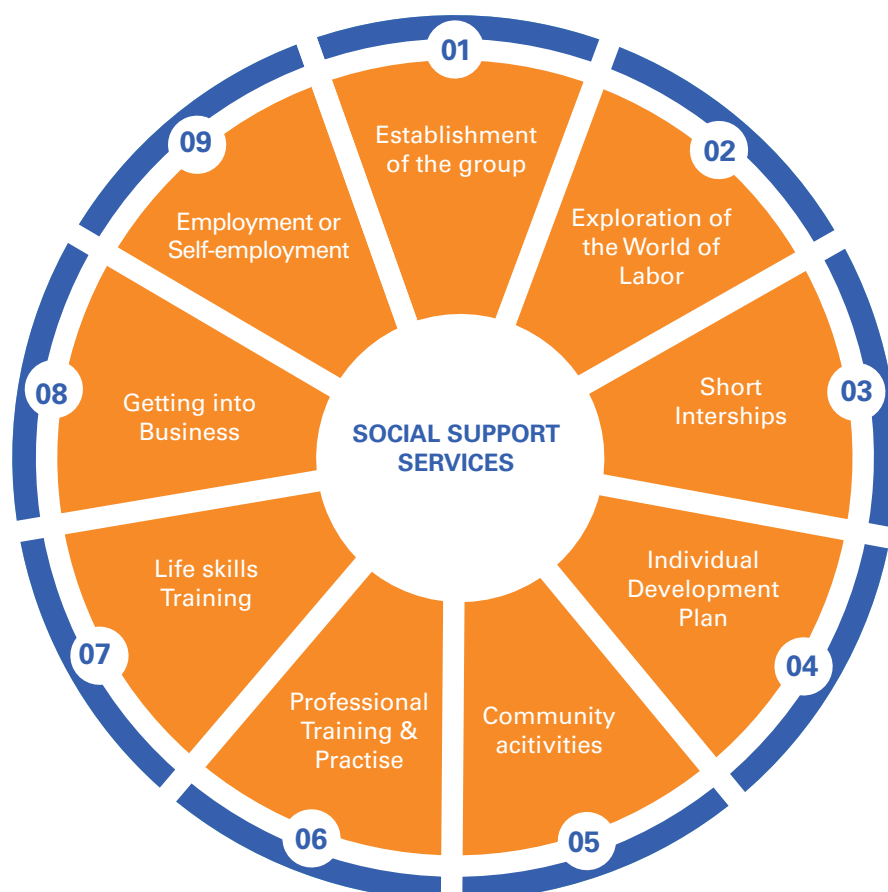 01
Establishment
of the group
02
Exploration of
the World of
Labor
03
Short
Interships
04
Individual
Development
Plan
05
Community
acitivities
06
Professional
Training &
Practise
07
Life skills
Training
08
Getting into
Business
09
Employment or
Self-employment
SOCIAL SUPPORT
SERVICES